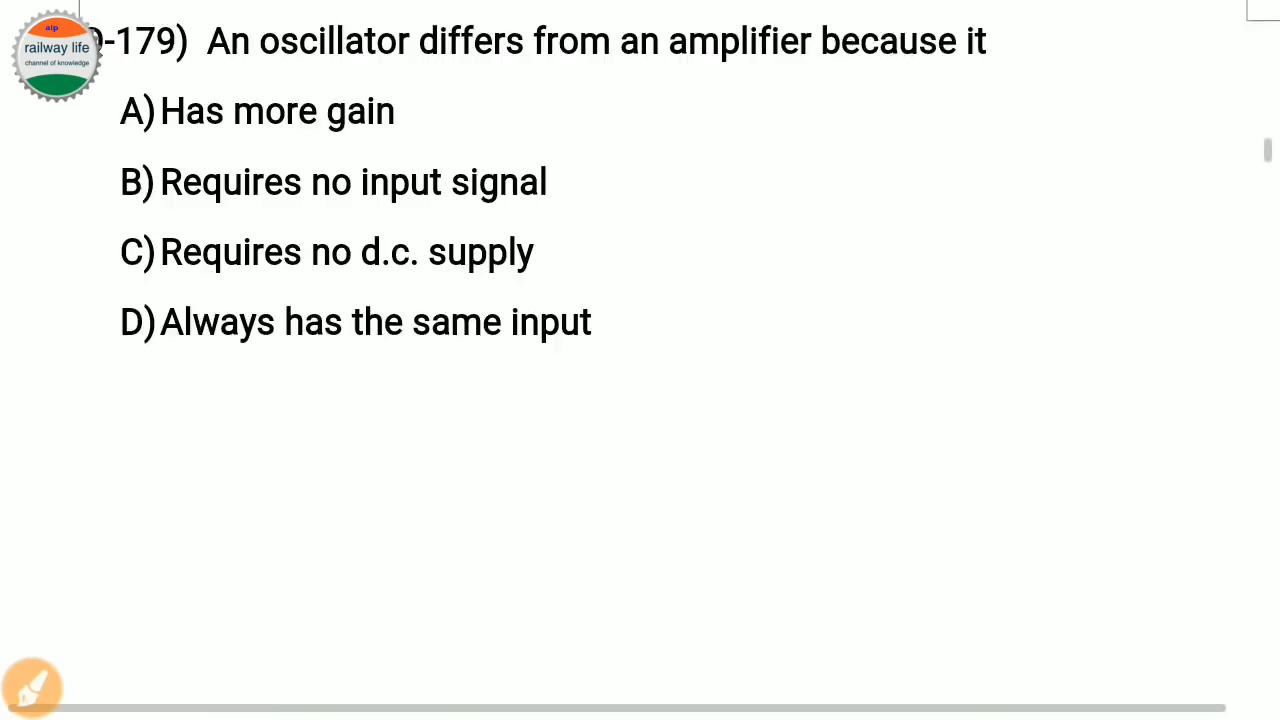 alp
railway life
channel of knowledge
-179) An oscillator differs from an amplifier because it
A) Has more gain
B) Requires no input signal
C) Requires no d.c. supply
D) Always has the same input